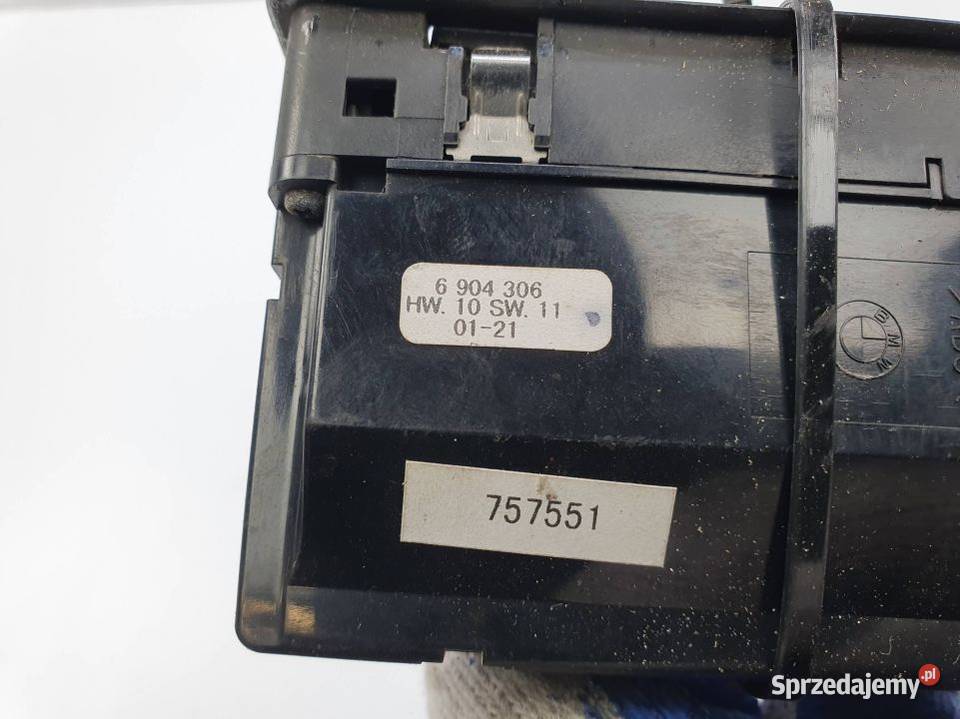 6 904 306
HW. 10 SW. 11
01-21
BMW
757551
Sprzedajemy.pl